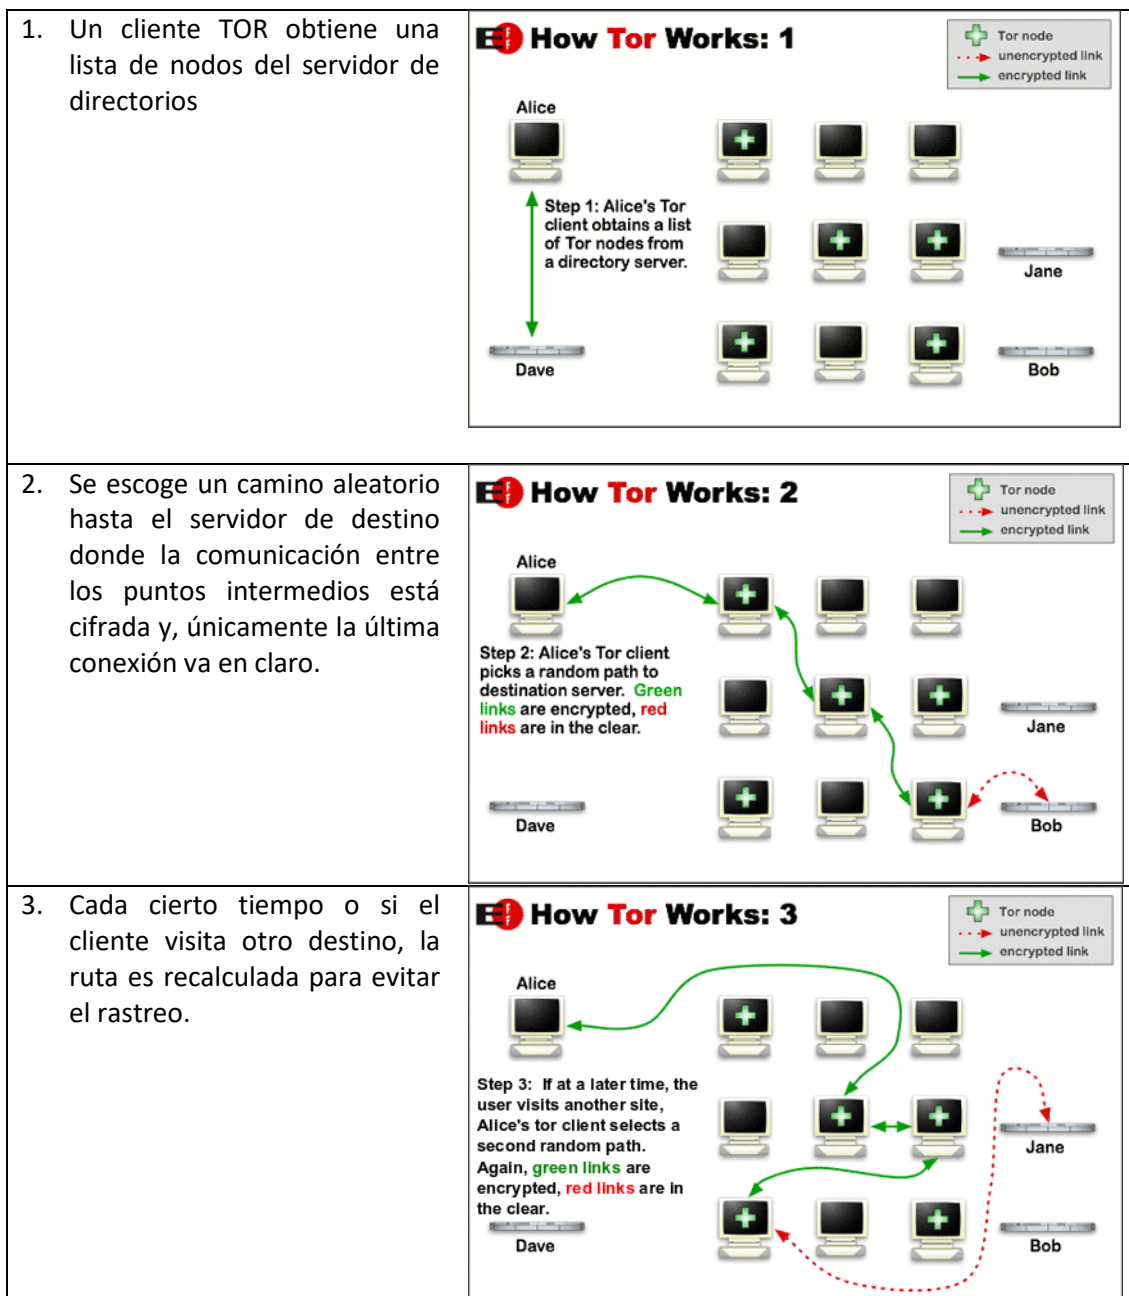 1. Un cliente TOR obtiene una
lista de nodos del servidor de
directorios
EFF How Tor Works: 1
Tor node
unencrypted link
encrypted link
Alice
Step 1: Alice's Tor
client obtains a list
of Tor nodes from
a directory server.
Jane
Dave
Bob
2. Se escoge un camino aleatorio
hasta el servidor de destino
donde la comunicación entre
los puntos intermedios está
cifrada y, únicamente la última
conexión va en claro.
EFF How Tor Works: 2
Tor node
unencrypted link
encrypted link
Alice
Step 2: Alice's Tor client
picks a random path to
destination server. Green
links are encrypted, red
links are in the clear.
Jane
Dave
Bob
3. Cada cierto tiempo o si el
cliente visita otro destino, la
ruta es recalculada para evitar
el rastreo.
EFF How Tor Works: 3
Tor node
unencrypted link
encrypted link
Alice
Step 3: If at a later time, the
user visits another site,
Alice's tor client selects a
second random path.
Again, green links are
encrypted, red links are in
the clear.
Jane
Dave
Bob